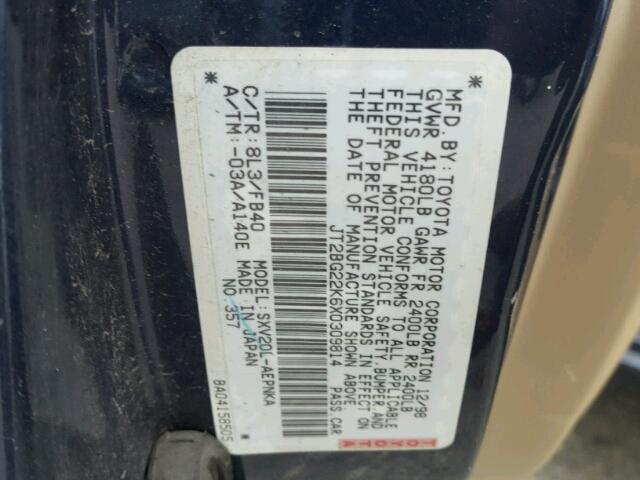 MFD. BY: TOYOTA MOTOR CORPORATION 12/98
GVWR 4180LB GAWR FR 2400LB RR 2400LB
THIS VEHICLE CONFORMS TO ALL APPLICABLE
FEDERAL MOTOR VEHICLE SAFETY, BUMPER, AND
THEFT PREVENTION STANDARDS IN EFFECT ON
THE DATE OF MANUFACTURE SHOWN ABOVE.
JT2BG22K6X0309814 PASS. CAR
*
C/TR: 8L3/FB40 MODEL: SXV20L-AEPNKA
A/TM: -03A/A140E MADE IN JAPAN
NO. 357
BA04158505
*
*
TOYOTA